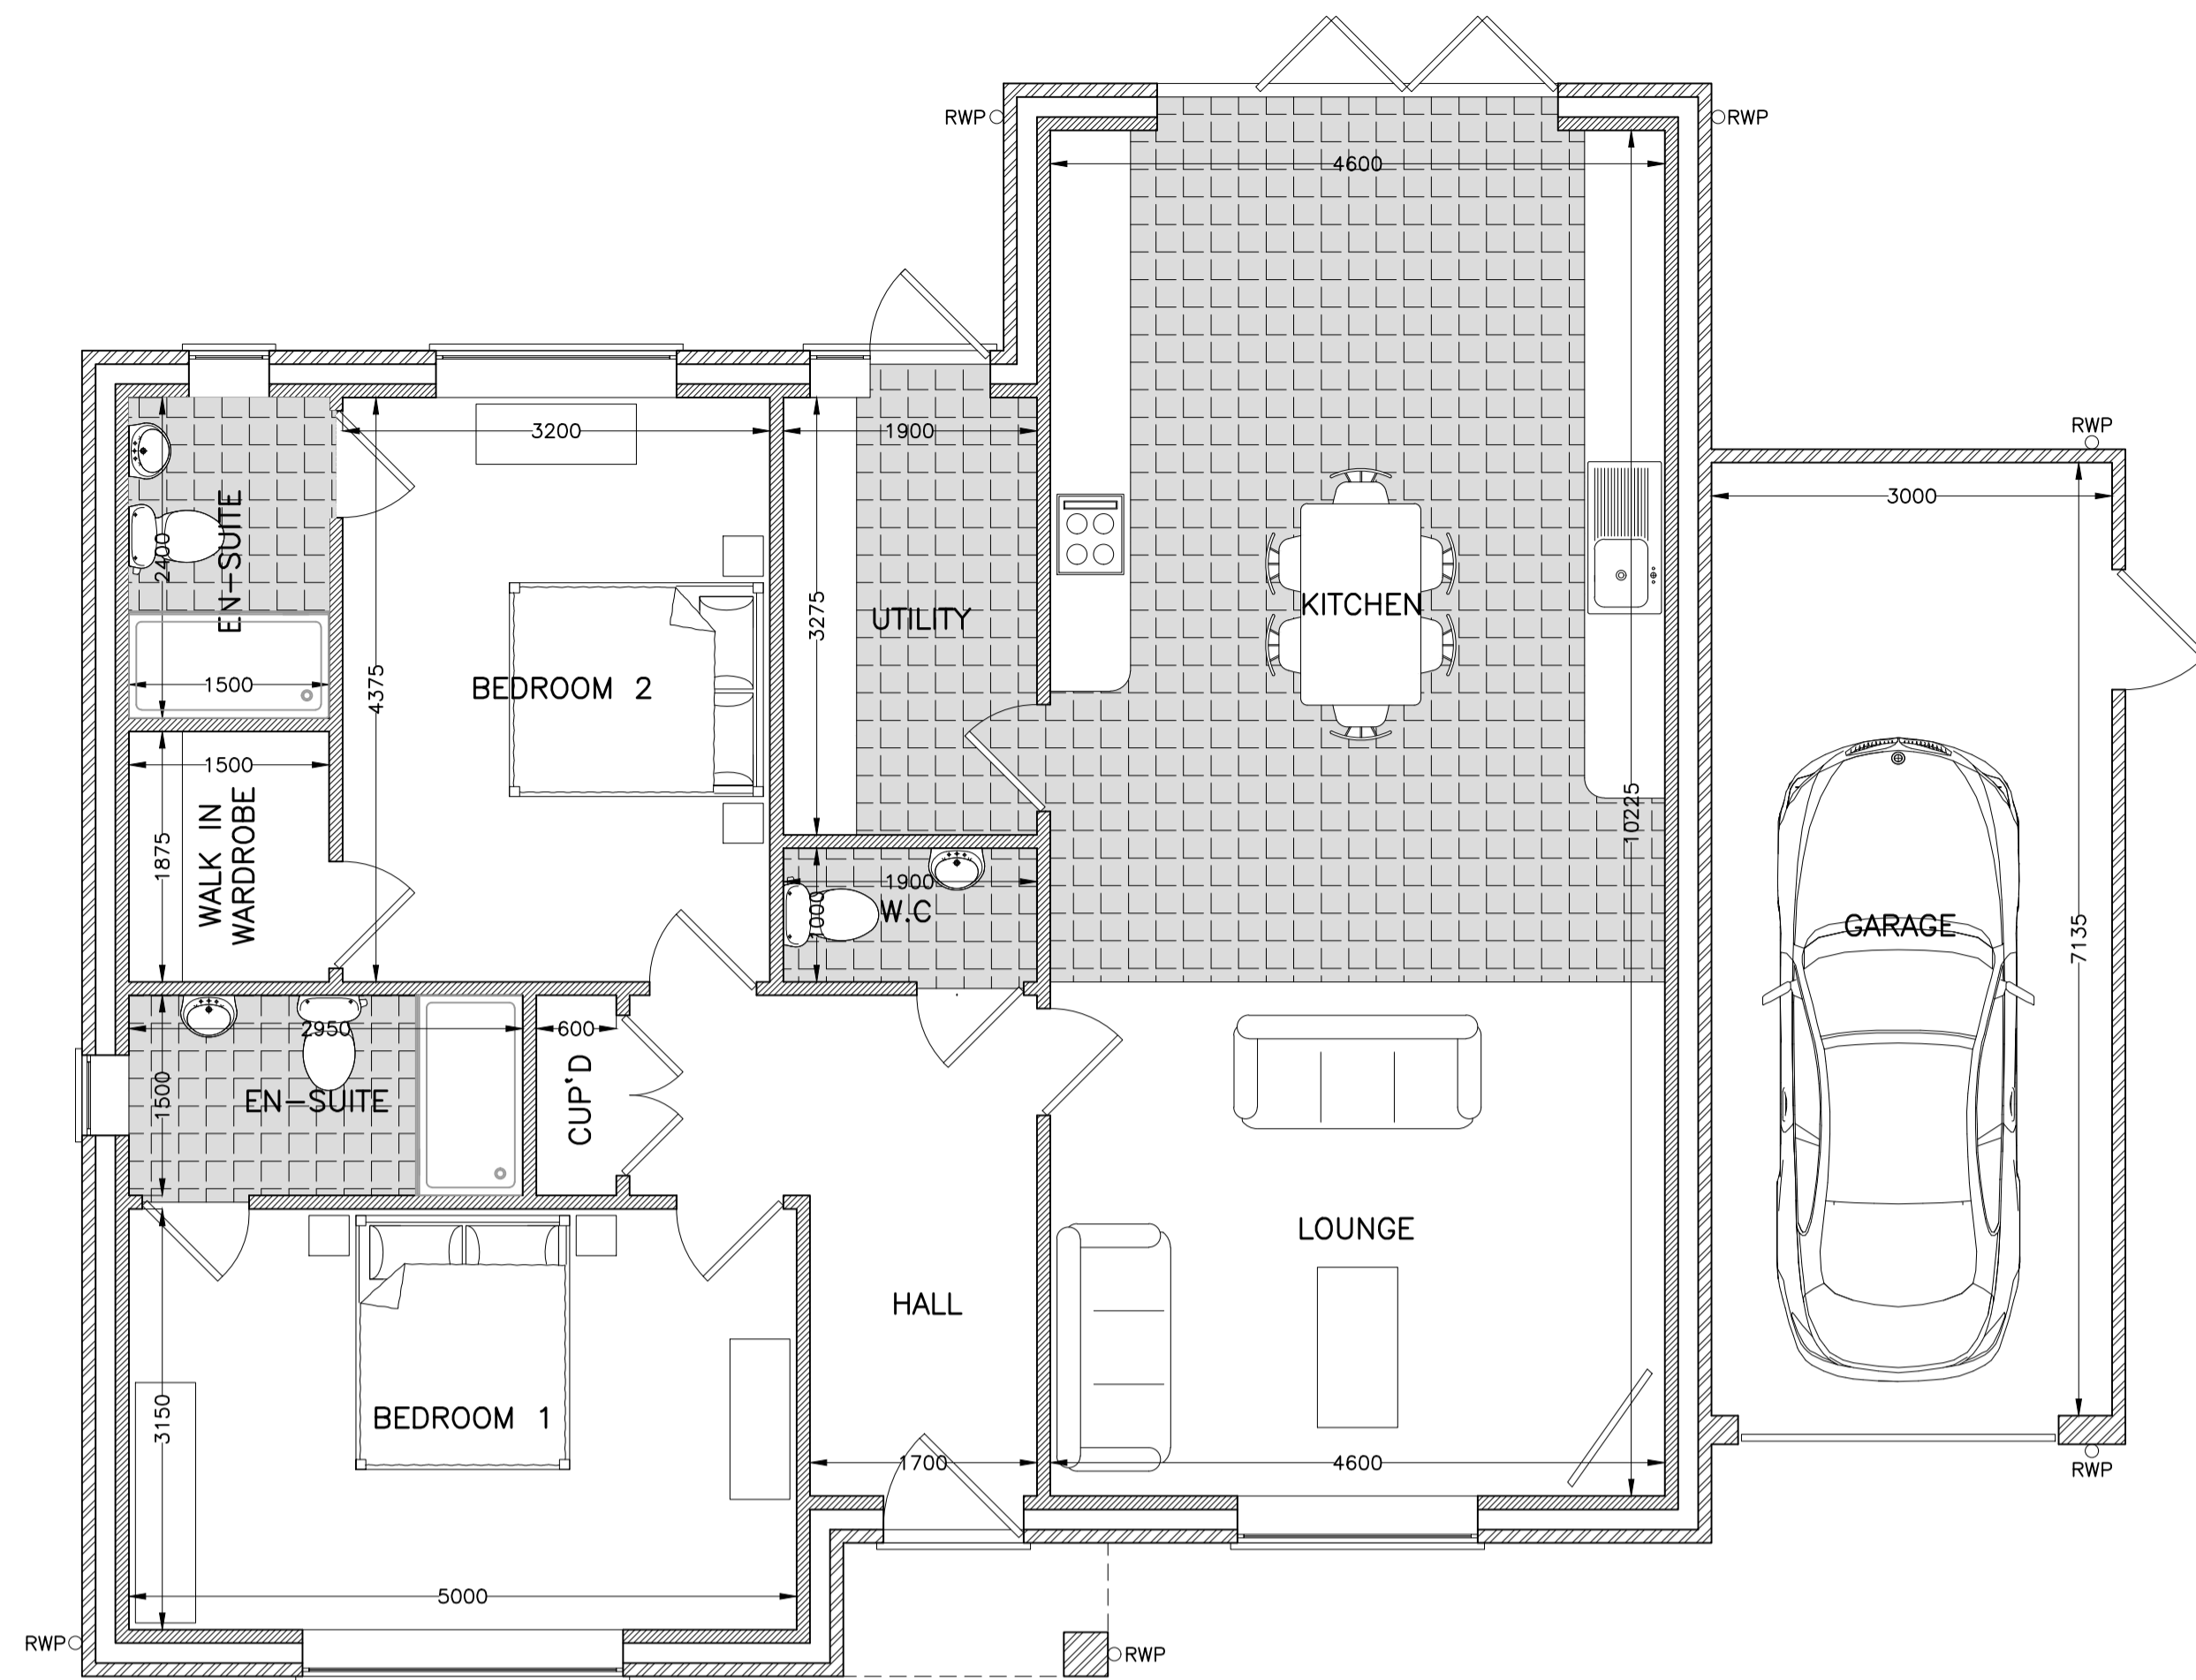 RWP
RWP
4600
RWP
3200
1900
3000
EN-SUITE
2400
3275
UTILITY
KITCHEN
1500
BEDROOM 2
4375
1500
10225
WALK IN
WARDROBE
1875
1900
1000
W.C
GARAGE
7135
2950
600
1500
EN-SUITE
CUP'D
LOUNGE
HALL
3150
BEDROOM 1
1700
4600
RWP
5000
RWP
RWP